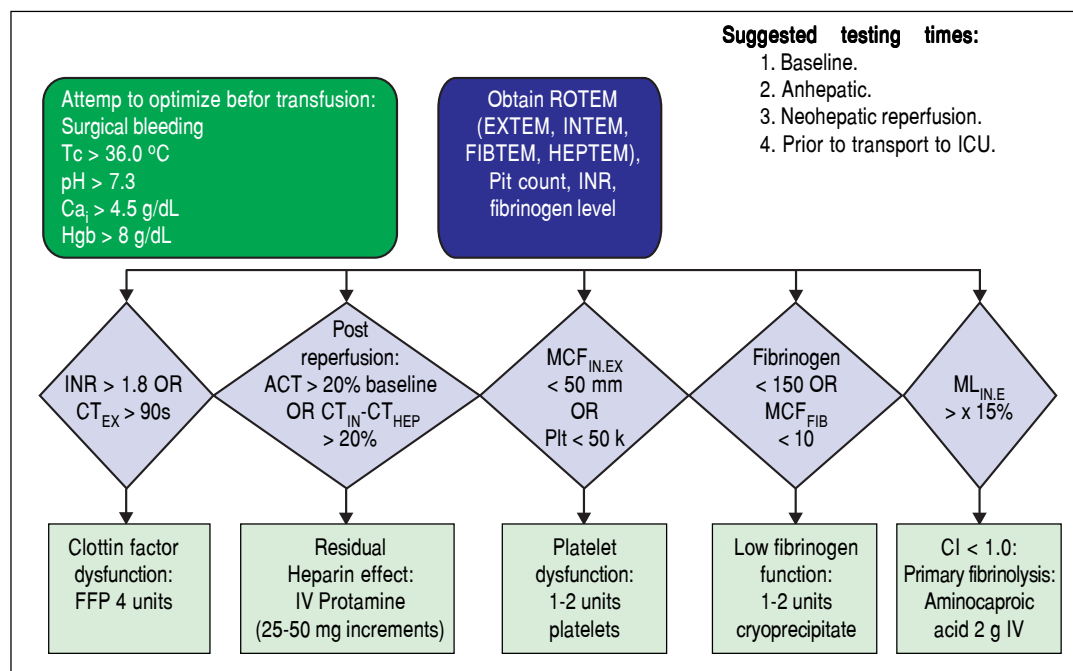 Suggested testing times:
1. Baseline.
2. Anhepatic.
3. Neohepatic reperfusion.
4. Prior to transport to ICU.
Attemp to optimize befor transfusion:
Surgical bleeding
Tc > 36.0 ºC
pH > 7.3
Cai > 4.5 g/dL
Hgb > 8 g/dL
Obtain ROTEM
(EXTEM, INTEM,
FIBTEM, HEPTEM),
Pit count, INR,
fibrinogen level
INR > 1.8 OR
CTEX > 90s
Post
reperfusion:
ACT > 20% baseline
OR CTIN-CTHEP
> 20%
MCFIN.EX
< 50 mm
OR
Plt < 50 k
Fibrinogen
< 150 OR
MCFFIB
< 10
MLIN.E
> x 15%
Clottin factor
dysfunction:
FFP 4 units
Residual
Heparin effect:
IV Protamine
(25-50 mg increments)
Platelet
dysfunction:
1-2 units
platelets
Low fibrinogen
function:
1-2 units
cryoprecipitate
CI < 1.0:
Primary fibrinolysis:
Aminocaproic
acid 2 g IV